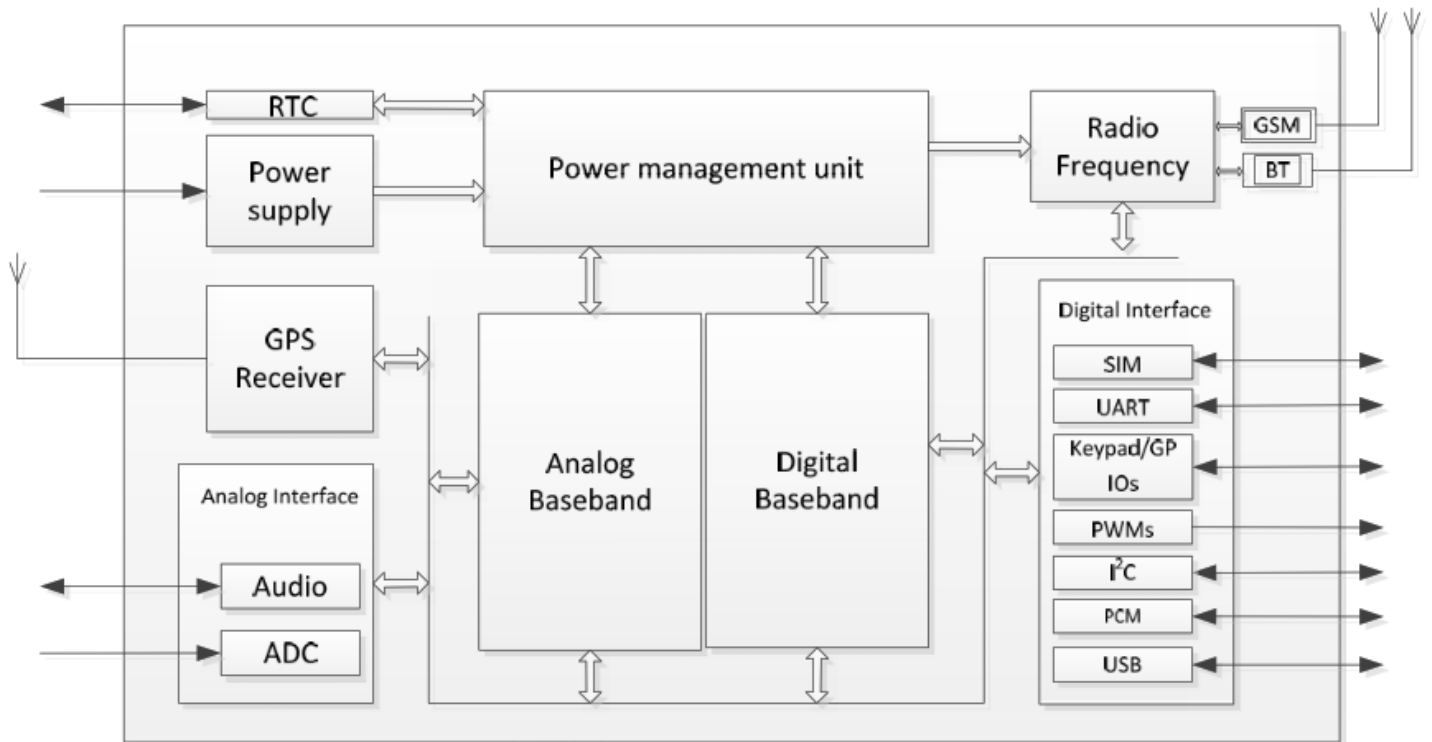 RTC
Power
supply
Power management unit
Radio
Frequency
GSM
BT
GPS
Receiver
Analog Interface
Audio
ADC
Analog
Baseband
Digital
Baseband
Digital Interface
SIM
UART
Keypad/GP
IOs
PWMs
I²C
PCM
USB